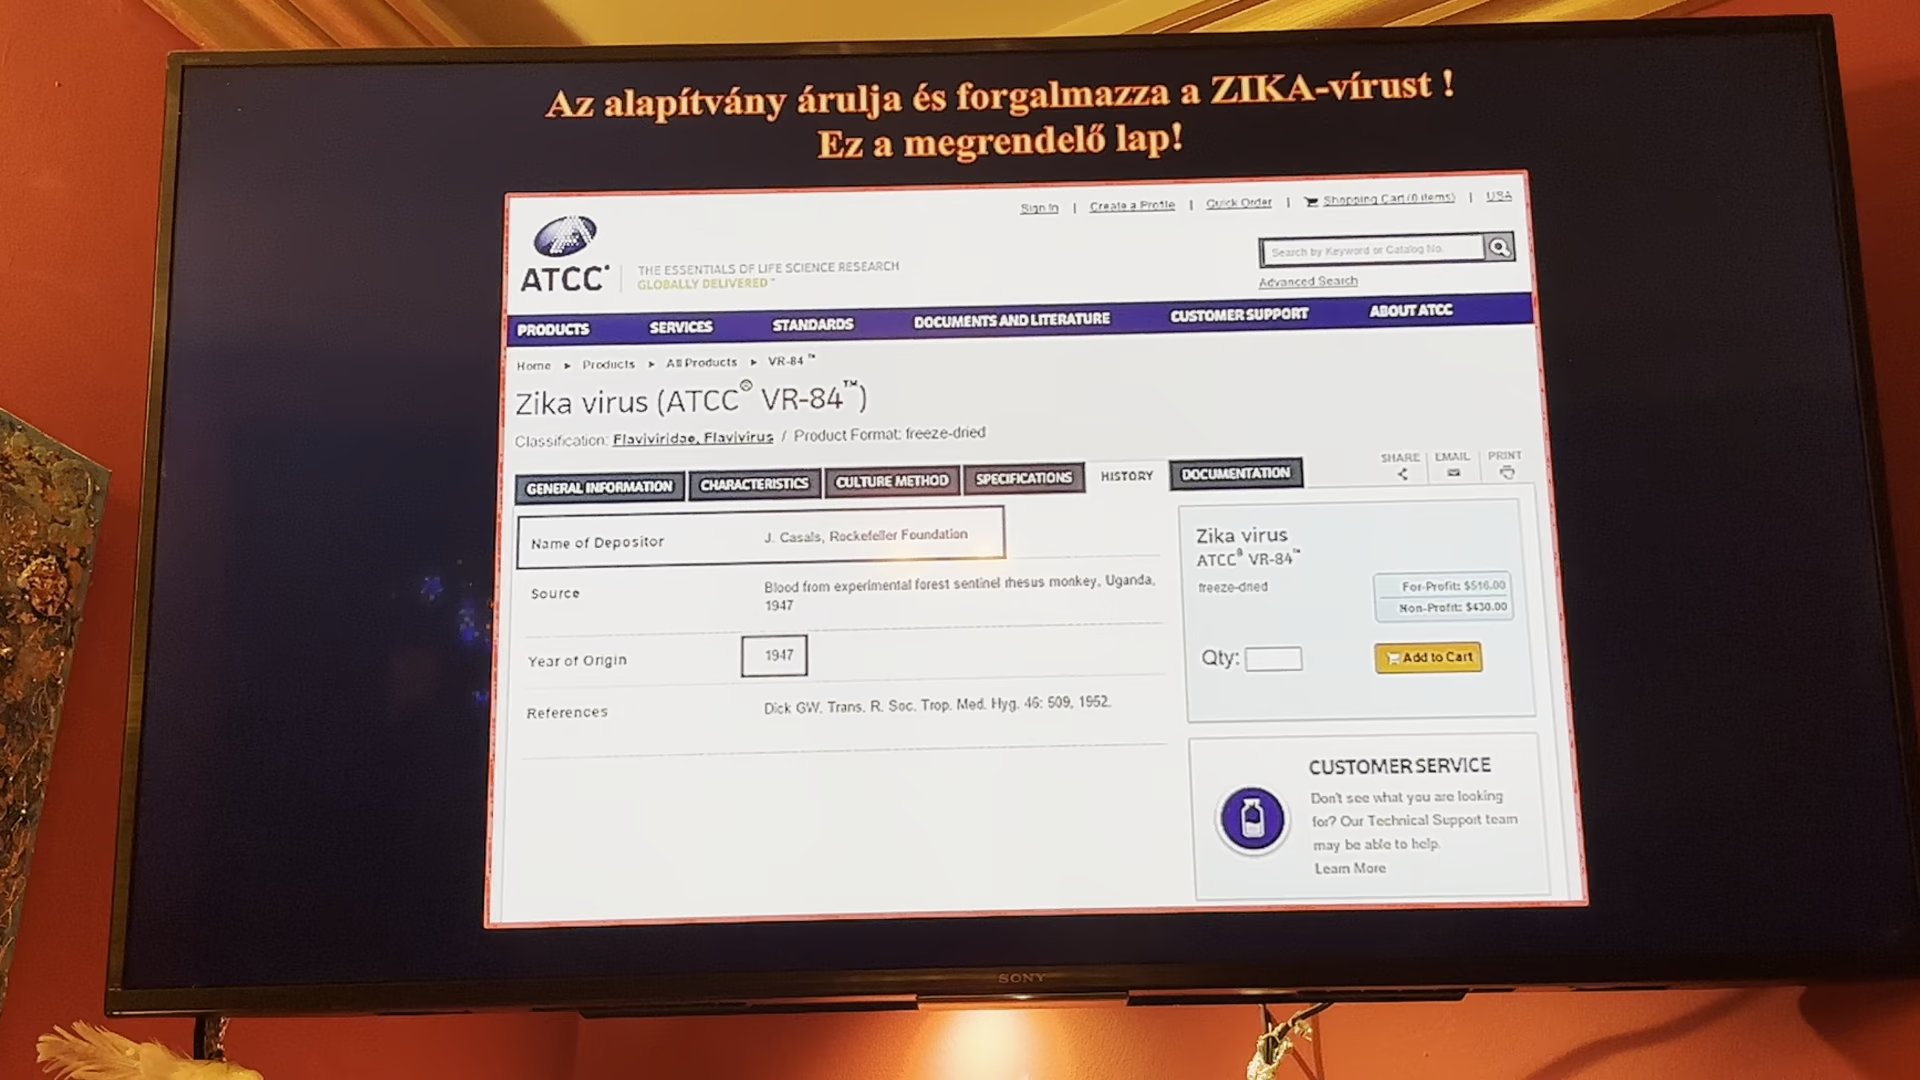 Az alapítvány árulja és forgalmazza a ZIKA-vírust !
Ez a megrendelő lap!
Sign In | Create a Profile | Quick Order | Shopping Cart (0 items) | USA
ATCC®
THE ESSENTIALS OF LIFE SCIENCE RESEARCH
GLOBALLY DELIVERED™
Search by Keyword or Catalog No.
Advanced Search
PRODUCTS SERVICES STANDARDS DOCUMENTS AND LITERATURE CUSTOMER SUPPORT ABOUT ATCC
Home ▸ Products ▸ All Products ▸ VR-84™
Zika virus (ATCC® VR-84™)
Classification: Flaviviridae, Flavivirus / Product Format: freeze-dried
SHARE | EMAIL | PRINT
GENERAL INFORMATION CHARACTERISTICS CULTURE METHOD SPECIFICATIONS HISTORY DOCUMENTATION
Name of Depositor J. Casals, Rockefeller Foundation
Source Blood from experimental forest sentinel rhesus monkey, Uganda,
1947
Year of Origin 1947
References Dick GW. Trans. R. Soc. Trop. Med. Hyg. 46: 509, 1952.
Zika virus
ATCC® VR-84™
freeze-dried
For-Profit: $516.00
Non-Profit: $430.00
Qty:
Add to Cart
CUSTOMER SERVICE
Don't see what you are looking
for? Our Technical Support team
may be able to help.
Learn More
SONY